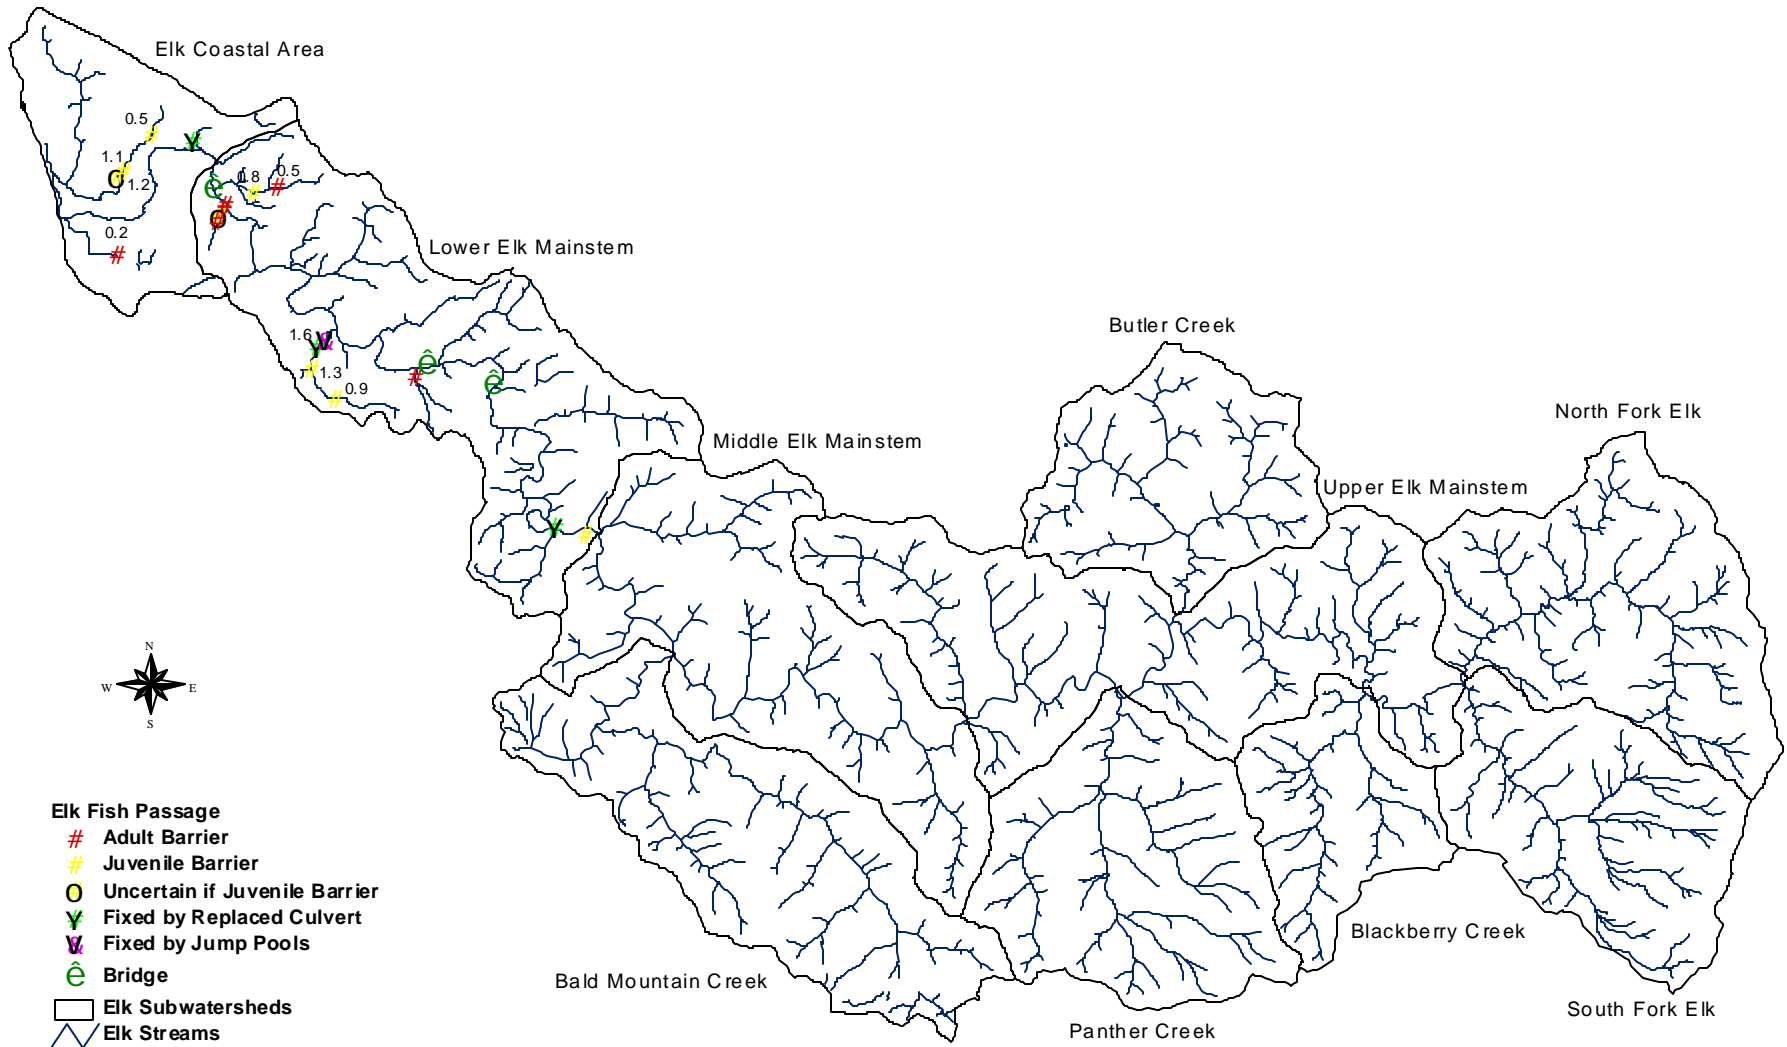 Elk Coastal Area
0.5
1.1
1.2
0.8
0.5
0.2
Lower Elk Mainstem
1.6
1.3
0.9
Butler Creek
North Fork Elk
Middle Elk Mainstem
Upper Elk Mainstem
N
W
E
S
Elk Fish Passage
# Adult Barrier
# Juvenile Barrier
Uncertain if Juvenile Barrier
Fixed by Replaced Culvert
Fixed by Jump Pools
ê Bridge
Elk Subwatersheds
Elk Streams
Bald Mountain Creek
Blackberry Creek
Panther Creek
South Fork Elk